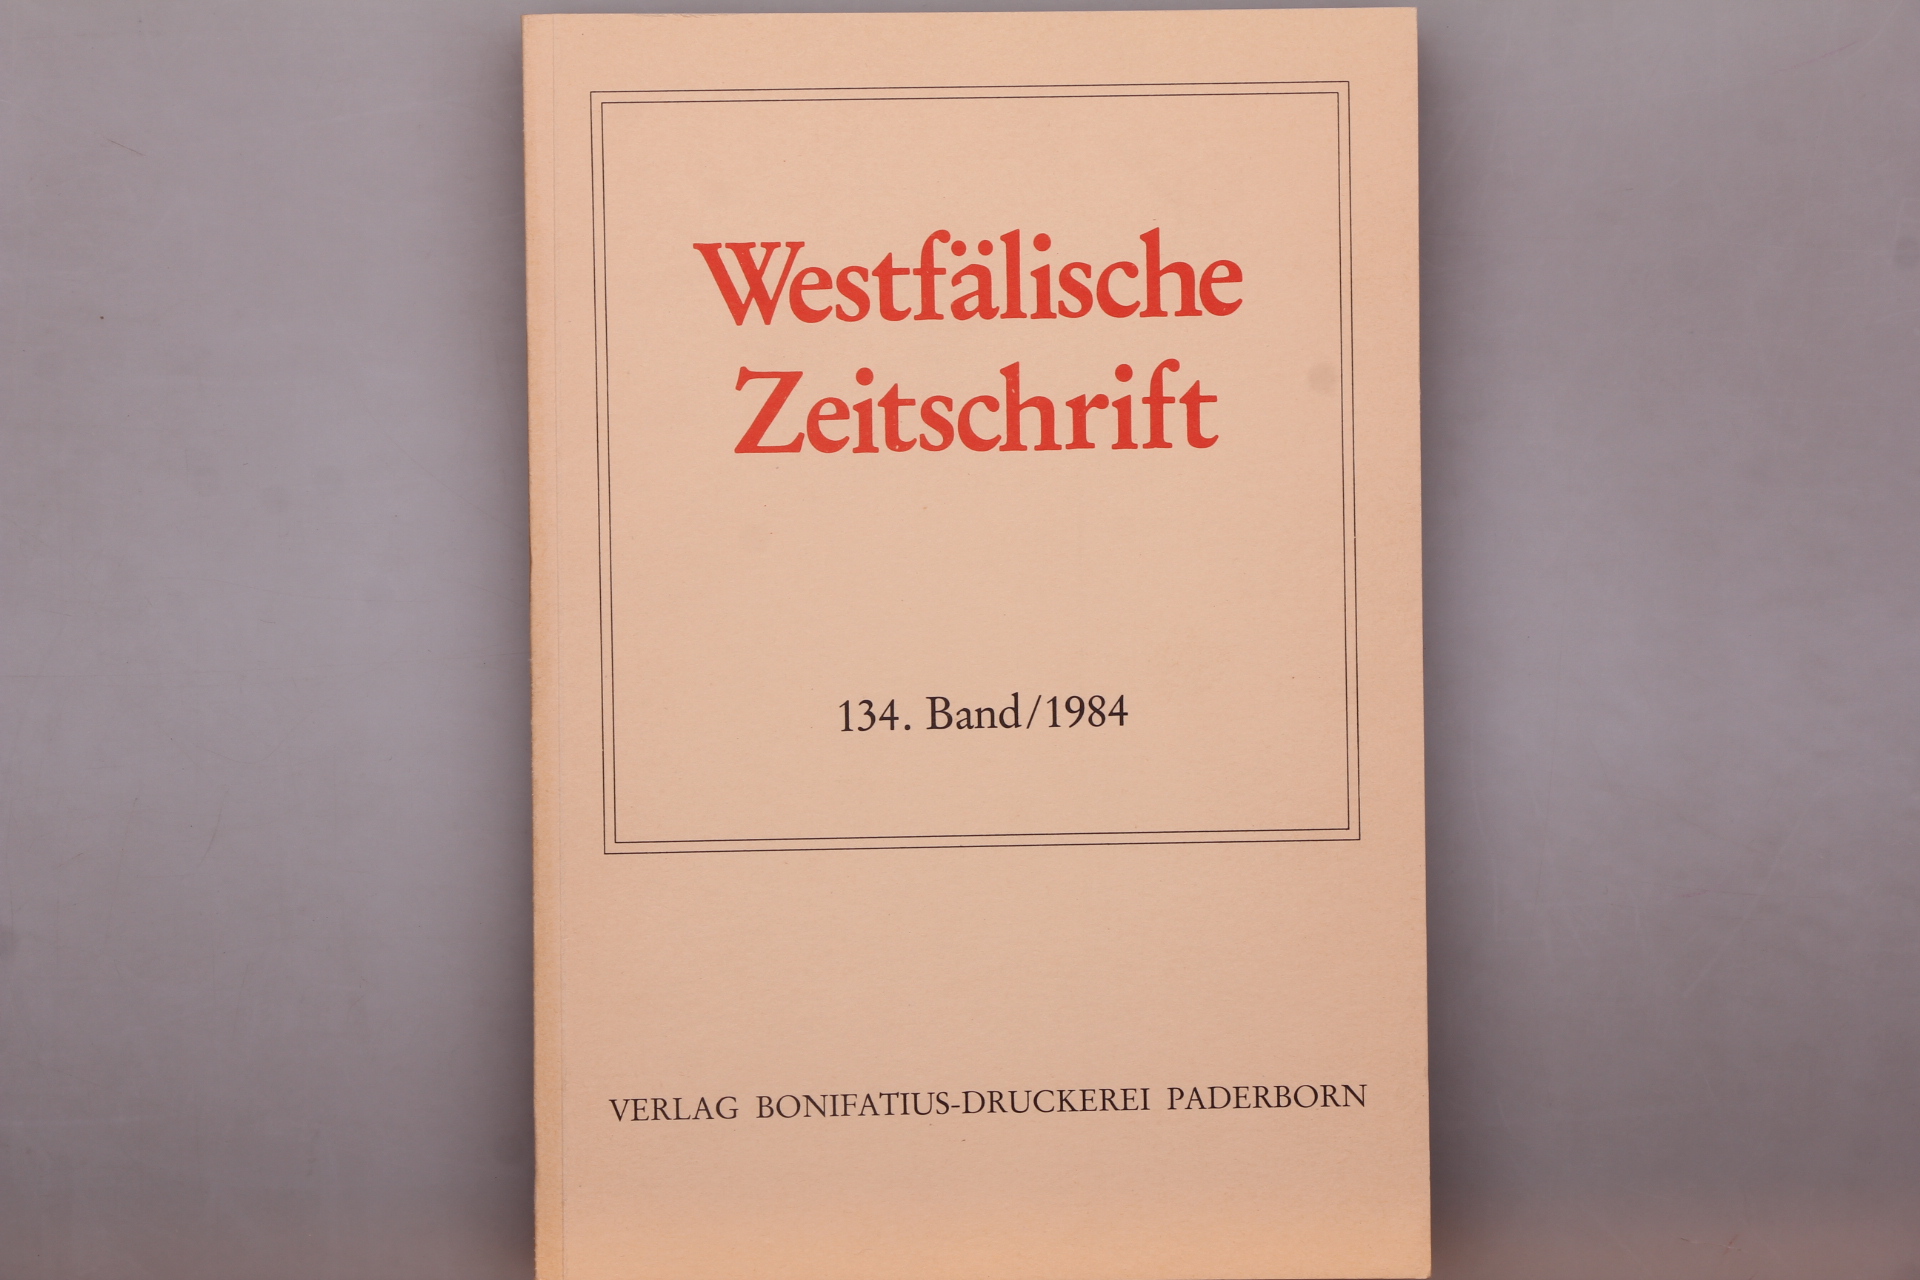 Westfälische
Zeitschrift
134. Band/1984
VERLAG BONIFATIUS-DRUCKEREI PADERBORN